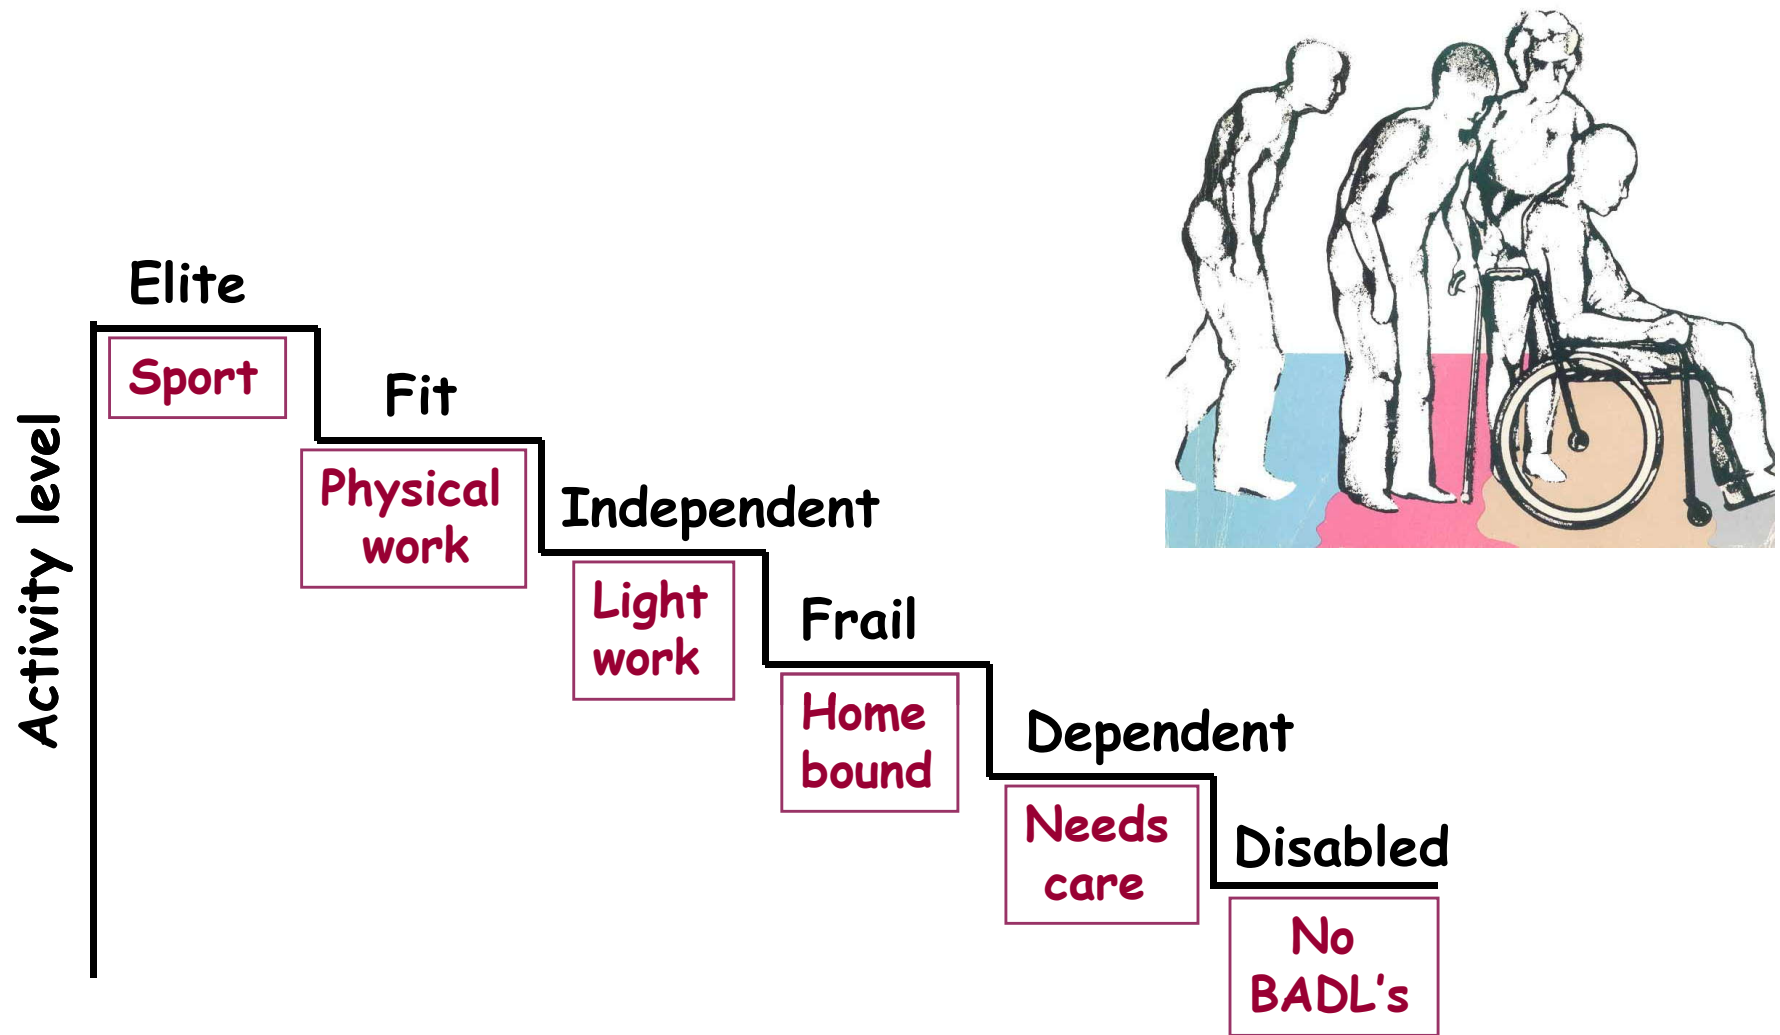 Elite
Sport
Fit
Physical
work
Independent
Light
work
Frail
Home
bound
Dependent
Needs
care
Disabled
No
BADL's
Activity level